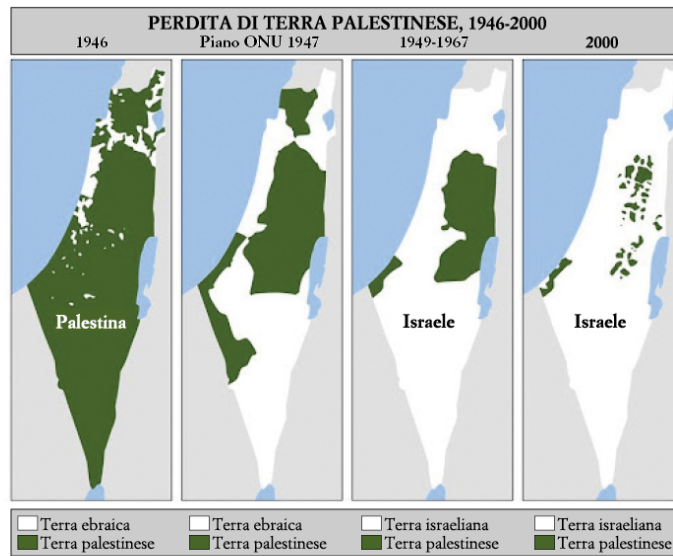 PERDITA DI TERRA PALESTINESE, 1946-2000
1946
Piano ONU 1947
1949-1967
2000
Palestina
Israele
Israele
Terra ebraica
Terra palestinese
Terra ebraica
Terra palestinese
Terra israeliana
Terra palestinese
Terra israeliana
Terra palestinese